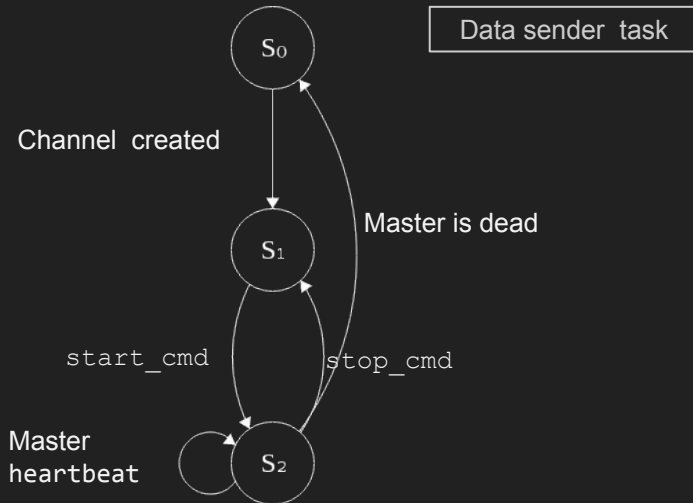 S₀
Data sender task
Channel created
S₁
Master is dead
start_cmd
stop_cmd
Master
heartbeat
S₂